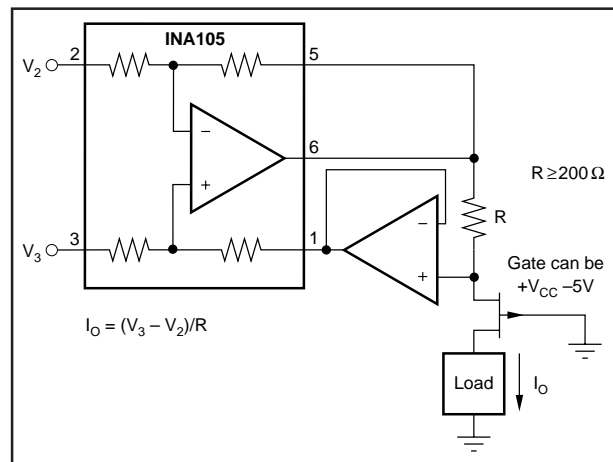 INA105
2
5
V2
−
6
R ≥ 200 Ω
+
−
R
3
1
V3
+
Gate can be
+VCC −5V
IO = (V3 − V2)/R
Load
IO